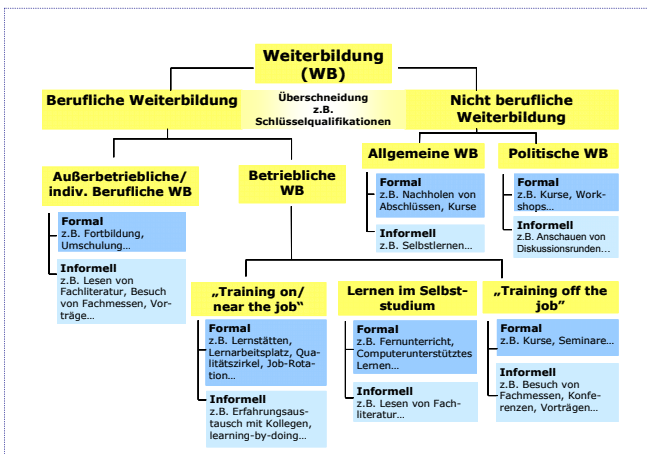 Weiterbildung
(WB)
Berufliche Weiterbildung
Überschneidung
z.B.
Schlüsselqualifikationen
Nicht berufliche
Weiterbildung
Außerbetriebliche/
indiv. Berufliche WB
Formal
z.B. Fortbildung,
Umschulung...
Informell
z.B. Lesen von
Fachliteratur, Besuch
von Fachmessen, Vor-
träge...
Betriebliche
WB
Allgemeine WB
Formal
z.B. Nachholen von
Abschlüssen, Kurse
Informell
z.B. Selbstlernen...
Politische WB
Formal
z.B. Kurse, Work-
shops...
Informell
z.B. Anschauen von
Diskussionsrunden...
„Training on/
near the job“
Formal
z.B. Lernstätten,
Lernarbeitsplatz, Qua-
litätszirkel, Job-Rota-
tion...
Informell
z.B. Erfahrungsaus-
tausch mit Kollegen,
learning-by-doing...
Lernen im Selbst-
studium
Formal
z.B. Fernunterricht,
Computerunterstütztes
Lernen...
Informell
z.B. Lesen von Fach-
literatur...
„Training off the
job”
Formal
z.B. Kurse, Seminare...
Informell
z.B. Besuch von
Fachmessen, Konfe-
renzen, Vorträgen...